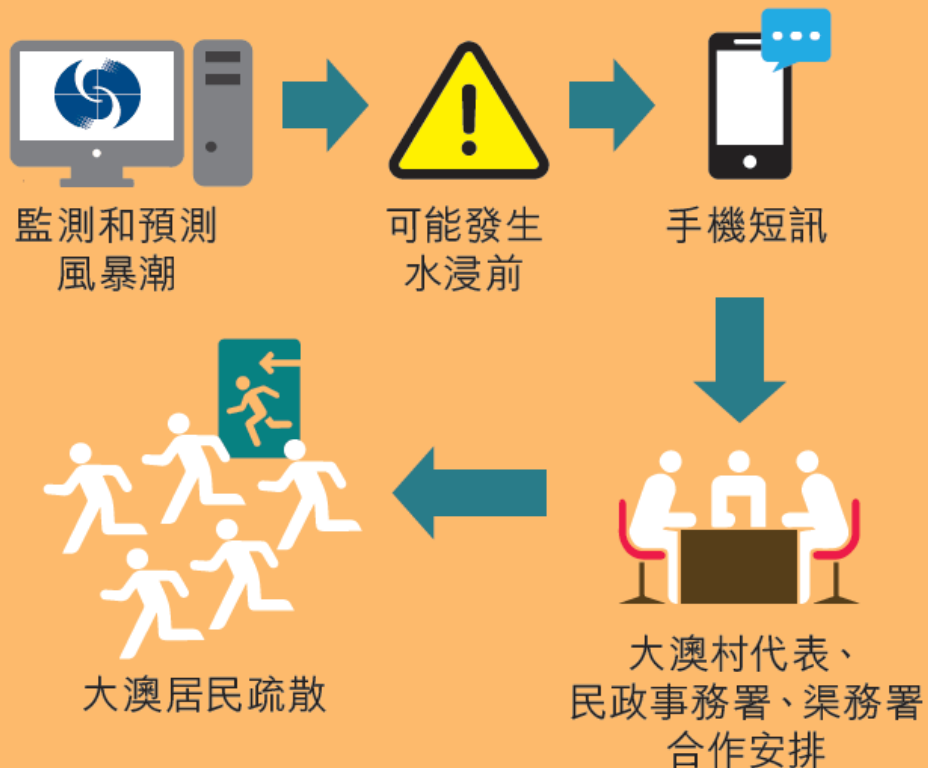 監測和預測
風暴潮
可能發生
水浸前
手機短訊
大澳村代表、
民政事務署、渠務署
合作安排
大澳居民疏散